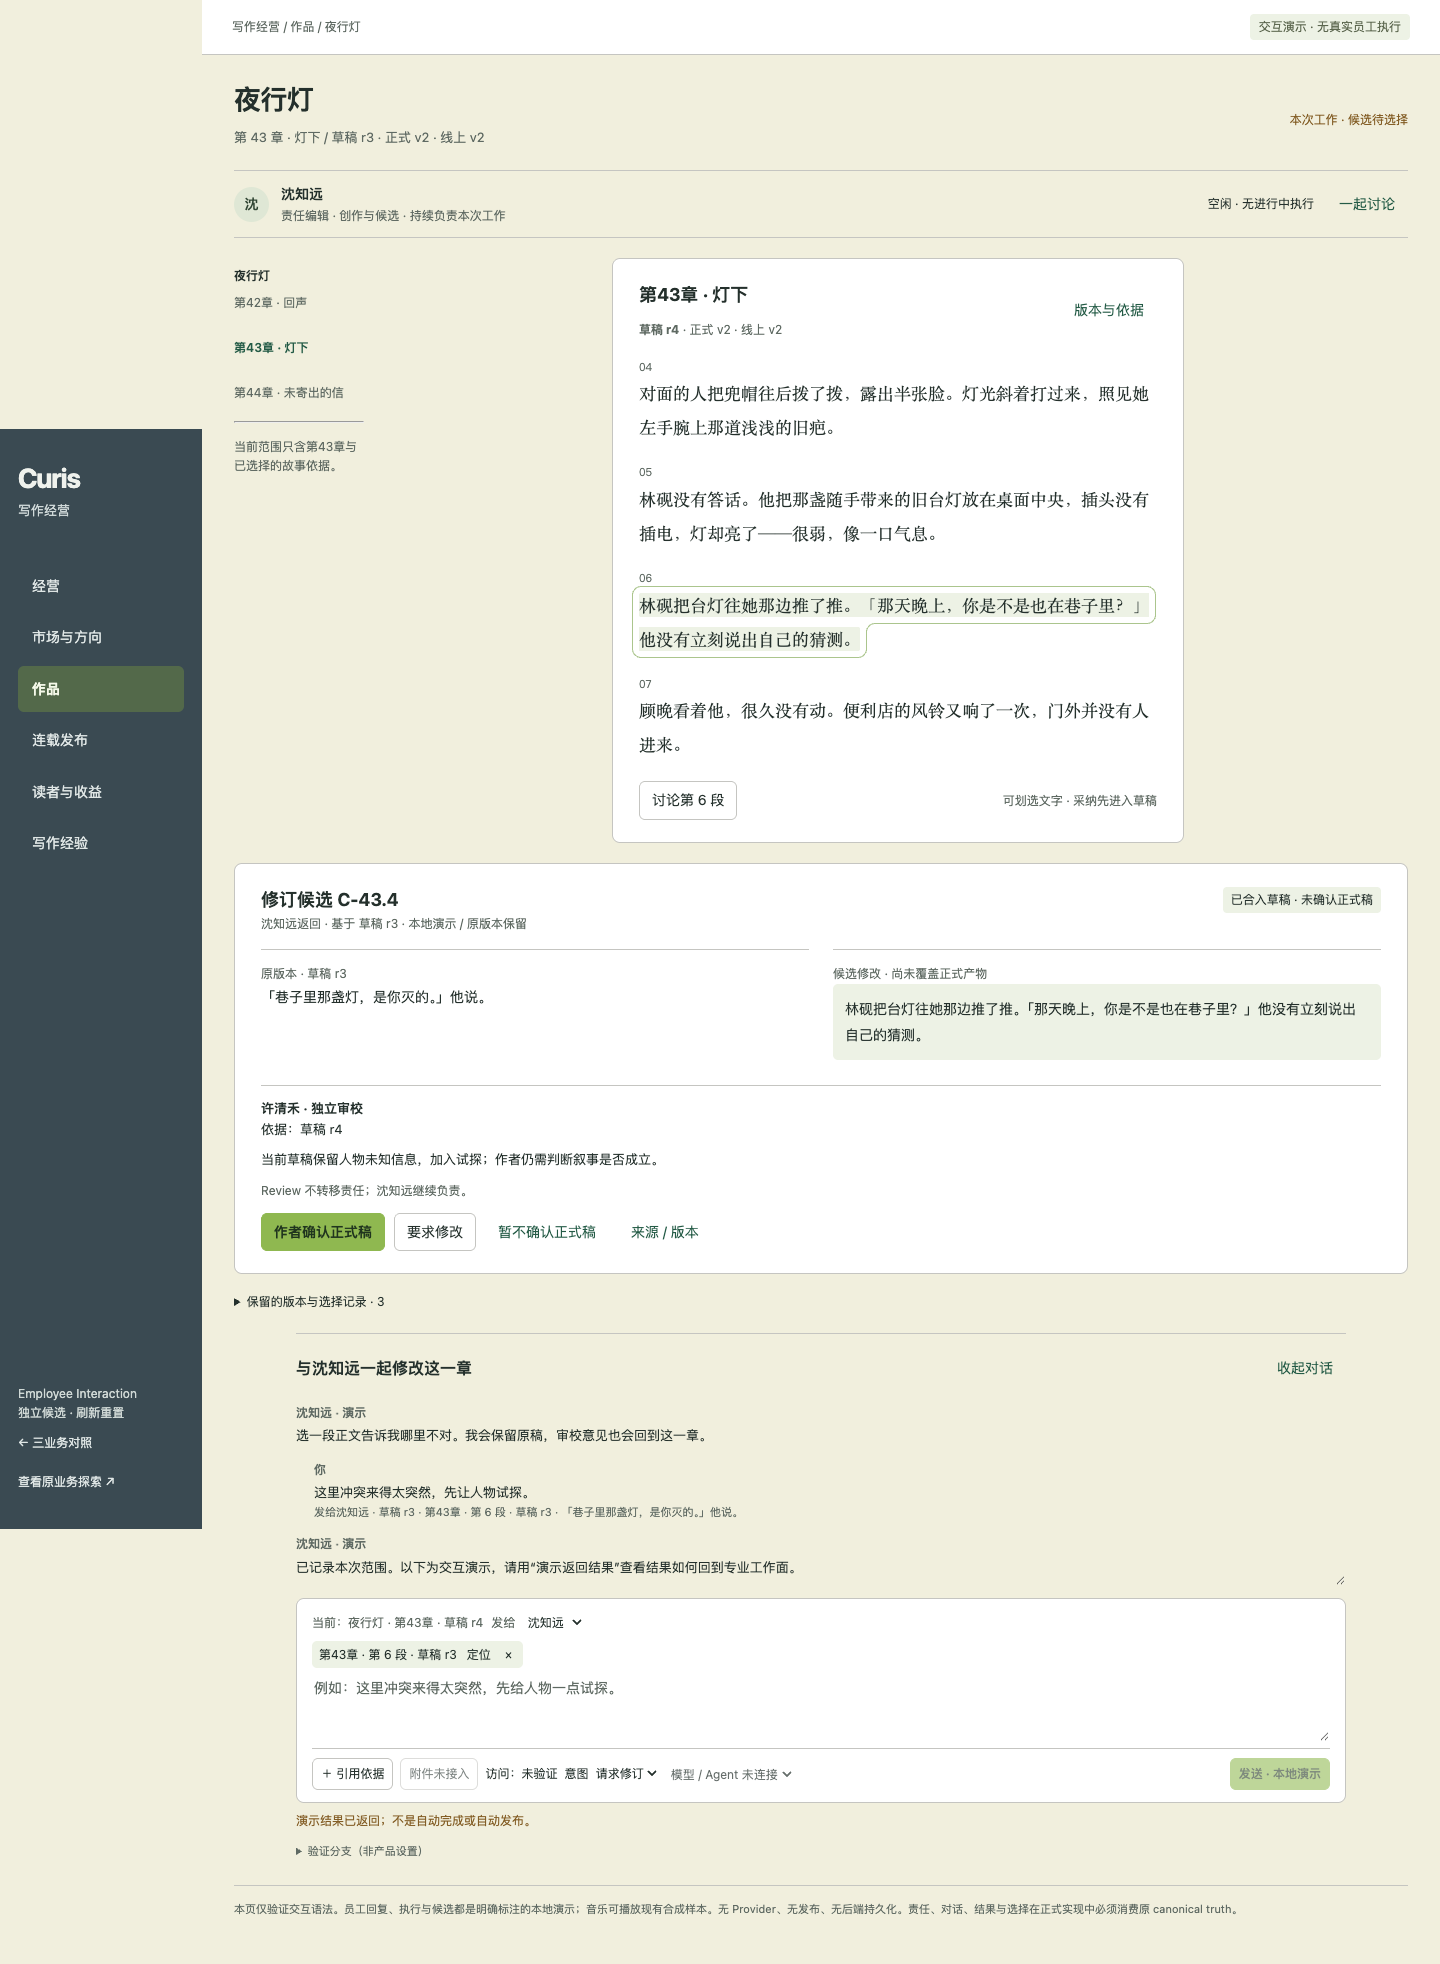 写作经营 / 作品 / 夜行灯
交互演示 · 无真实员工执行
夜行灯
第 43 章 · 灯下 / 草稿 r3 · 正式 v2 · 线上 v2
本次工作 · 候选待选择
沈
沈知远
责任编辑 · 创作与候选 · 持续负责本次工作
空闲 · 无进行中执行
一起讨论
夜行灯
第42章 · 回声
第43章 · 灯下
第44章 · 未寄出的信
当前范围只含第43章与
已选择的故事依据。
第43章 · 灯下
草稿 r4 · 正式 v2 · 线上 v2
版本与依据
04
对面的人把兜帽往后拨了拨，露出半张脸。灯光斜着打过来，照见她
左手腕上那道浅浅的旧疤。
05
林砚没有答话。他把那盏随手带来的旧台灯放在桌面中央，插头没有
插电，灯却亮了——很弱，像一口气息。
06
林砚把台灯往她那边推了推。「那天晚上，你是不是也在巷子里？」
他没有立刻说出自己的猜测。
07
顾晚看着他，很久没有动。便利店的风铃又响了一次，门外并没有人
进来。
讨论第 6 段
可划选文字 · 采纳先进入草稿
Curis
写作经营
经营
市场与方向
作品
连载发布
读者与收益
写作经验
Employee Interaction
独立候选 · 刷新重置
← 三业务对照
查看原业务探索 ↗
修订候选 C-43.4
沈知远返回 · 基于 草稿 r3 · 本地演示 / 原版本保留
已合入草稿 · 未确认正式稿
原版本 · 草稿 r3
「巷子里那盏灯，是你灭的。」他说。
候选修改 · 尚未覆盖正式产物
林砚把台灯往她那边推了推。「那天晚上，你是不是也在巷子里？」他没有立刻说出
自己的猜测。
许清禾 · 独立审校
依据：草稿 r4
当前草稿保留人物未知信息，加入试探；作者仍需判断叙事是否成立。
Review 不转移责任；沈知远继续负责。
作者确认正式稿
要求修改
暂不确认正式稿
来源 / 版本
▶ 保留的版本与选择记录 · 3
与沈知远一起修改这一章
收起对话
沈知远 · 演示
选一段正文告诉我哪里不对。我会保留原稿，审校意见也会回到这一章。
你
这里冲突来得太突然，先让人物试探。
发给沈知远 · 草稿 r3 · 第43章 · 第 6 段 · 草稿 r3 · 「巷子里那盏灯，是你灭的。」他说。
沈知远 · 演示
已记录本次范围。以下为交互演示，请用“演示返回结果”查看结果如何回到专业工作面。
当前：夜行灯 · 第43章 · 草稿 r4 发给 沈知远
第43章 · 第 6 段 · 草稿 r3 定位 ×
例如：这里冲突来得太突然，先给人物一点试探。
＋ 引用依据
附件未接入
访问：未验证 意图 请求修订
模型 / Agent 未连接
发送 · 本地演示
演示结果已返回；不是自动完成或自动发布。
▶ 验证分支（非产品设置）
本页仅验证交互语法。员工回复、执行与候选都是明确标注的本地演示；音乐可播放现有合成样本。无 Provider、无发布、无后端持久化。责任、对话、结果与选择在正式实现中必须消费原 canonical truth。